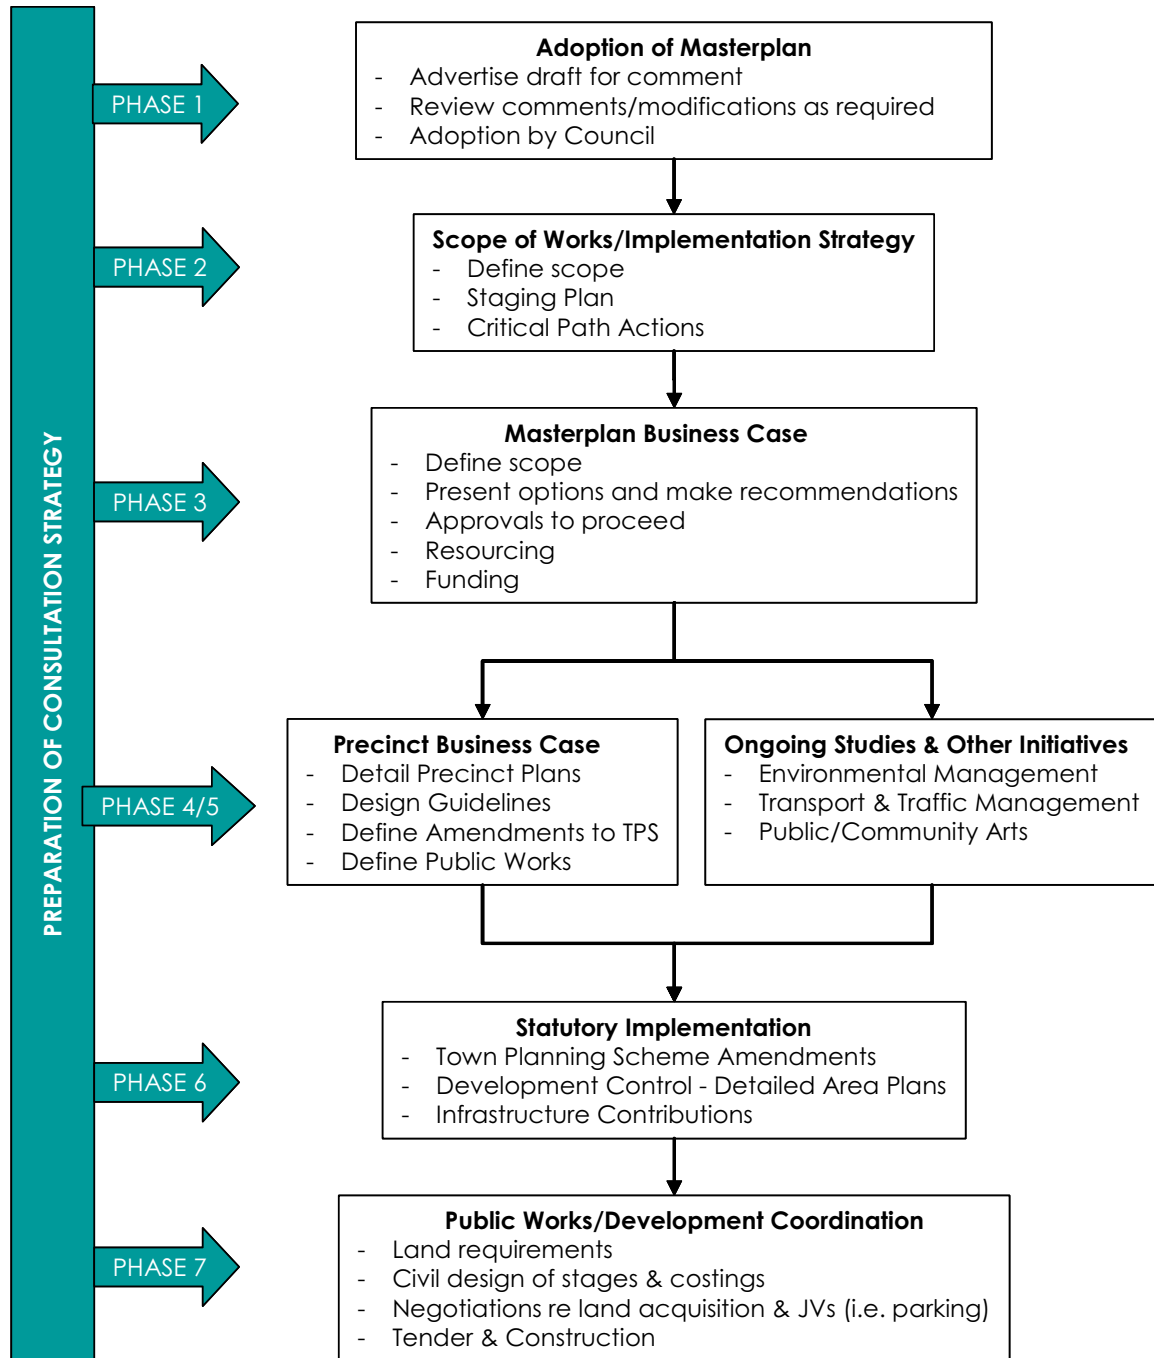 PREPARATION OF CONSULTATION STRATEGY
PHASE 1
Adoption of Masterplan
- Advertise draft for comment
- Review comments/modifications as required
- Adoption by Council
PHASE 2
Scope of Works/Implementation Strategy
- Define scope
- Staging Plan
- Critical Path Actions
PHASE 3
Masterplan Business Case
- Define scope
- Present options and make recommendations
- Approvals to proceed
- Resourcing
- Funding
PHASE 4/5
Precinct Business Case
- Detail Precinct Plans
- Design Guidelines
- Define Amendments to TPS
- Define Public Works
Ongoing Studies & Other Initiatives
- Environmental Management
- Transport & Traffic Management
- Public/Community Arts
PHASE 6
Statutory Implementation
- Town Planning Scheme Amendments
- Development Control - Detailed Area Plans
- Infrastructure Contributions
PHASE 7
Public Works/Development Coordination
- Land requirements
- Civil design of stages & costings
- Negotiations re land acquisition & JVs (i.e. parking)
- Tender & Construction